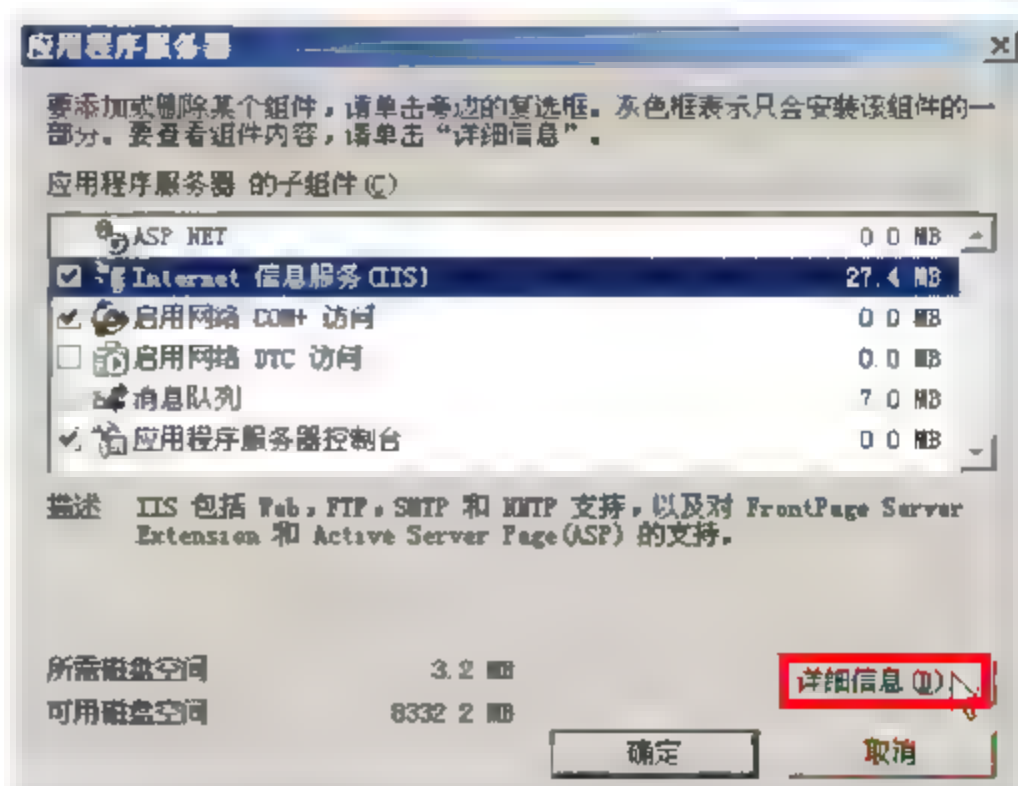 应用程序服务器
要添加或删除某个组件，请单击旁边的复选框。灰色框表示只会安装该组件的一
部分。要查看组件内容，请单击“详细信息”。
应用程序服务器 的子组件(C)
ASP NET 0 0 MB
Internet 信息服务(IIS) 27.4 MB
启用网络 COM+ 访问 0 0 MB
启用网络 DTC 访问 0.0 MB
消息队列 7 0 MB
应用程序服务器控制台 0 0 MB
描述 IIS 包括 Web，FTP，SMTP 和 NNTP 支持，以及对 FrontPage Server
Extension 和 Active Server Page(ASP) 的支持。
所需磁盘空间 3.2 MB
详细信息(D)
可用磁盘空间 8332 2 MB
确定 取消